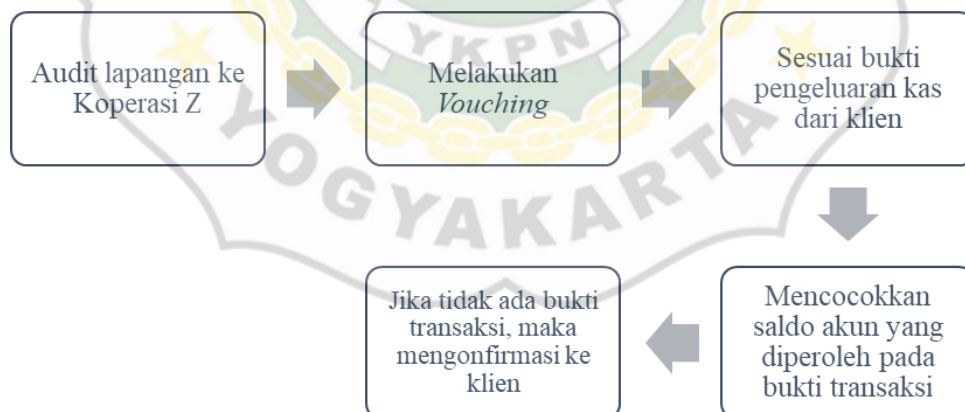 YKPN
Audit lapangan ke
Koperasi Z
Melakukan
Vouching
Sesuai bukti
pengeluaran kas
dari klien
YOGYAKARTA
Mencocokkan
saldo akun yang
diperoleh pada
bukti transaksi
Jika tidak ada bukti
transaksi, maka
mengonfirmasi ke
klien